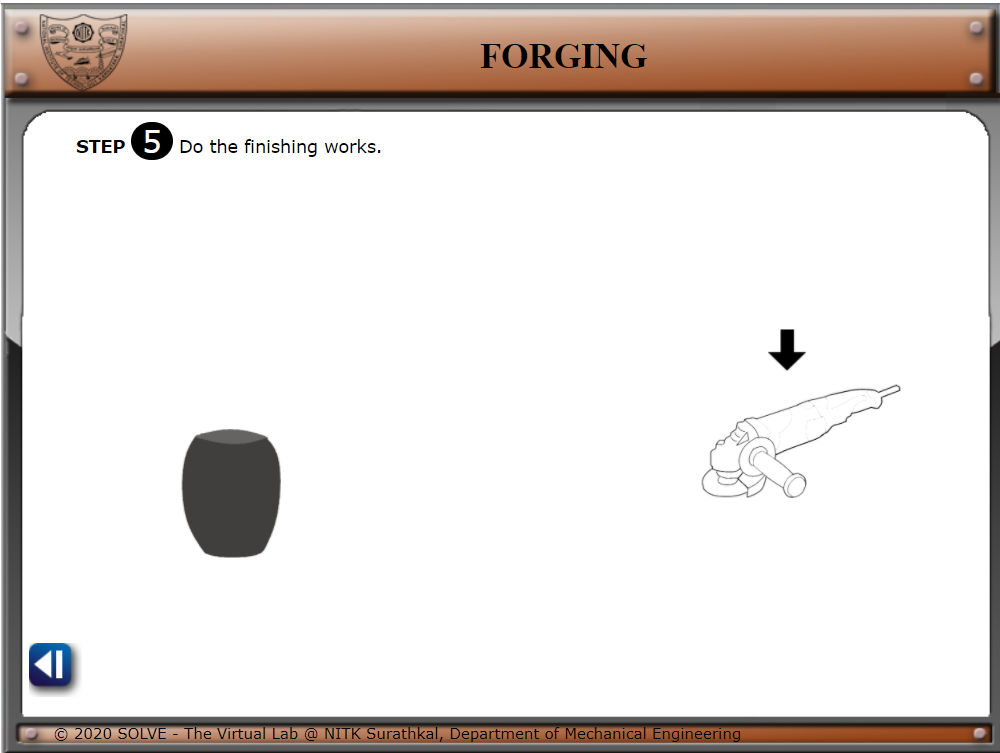 FORGING
STEP 5 Do the finishing works.
© 2020 SOLVE - The Virtual Lab @ NITK Surathkal, Department of Mechanical Engineering